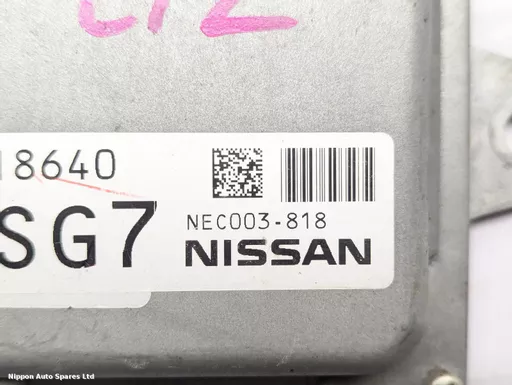 18640
SG7
NEC003-818
NISSAN
Nippon Auto Spares Ltd